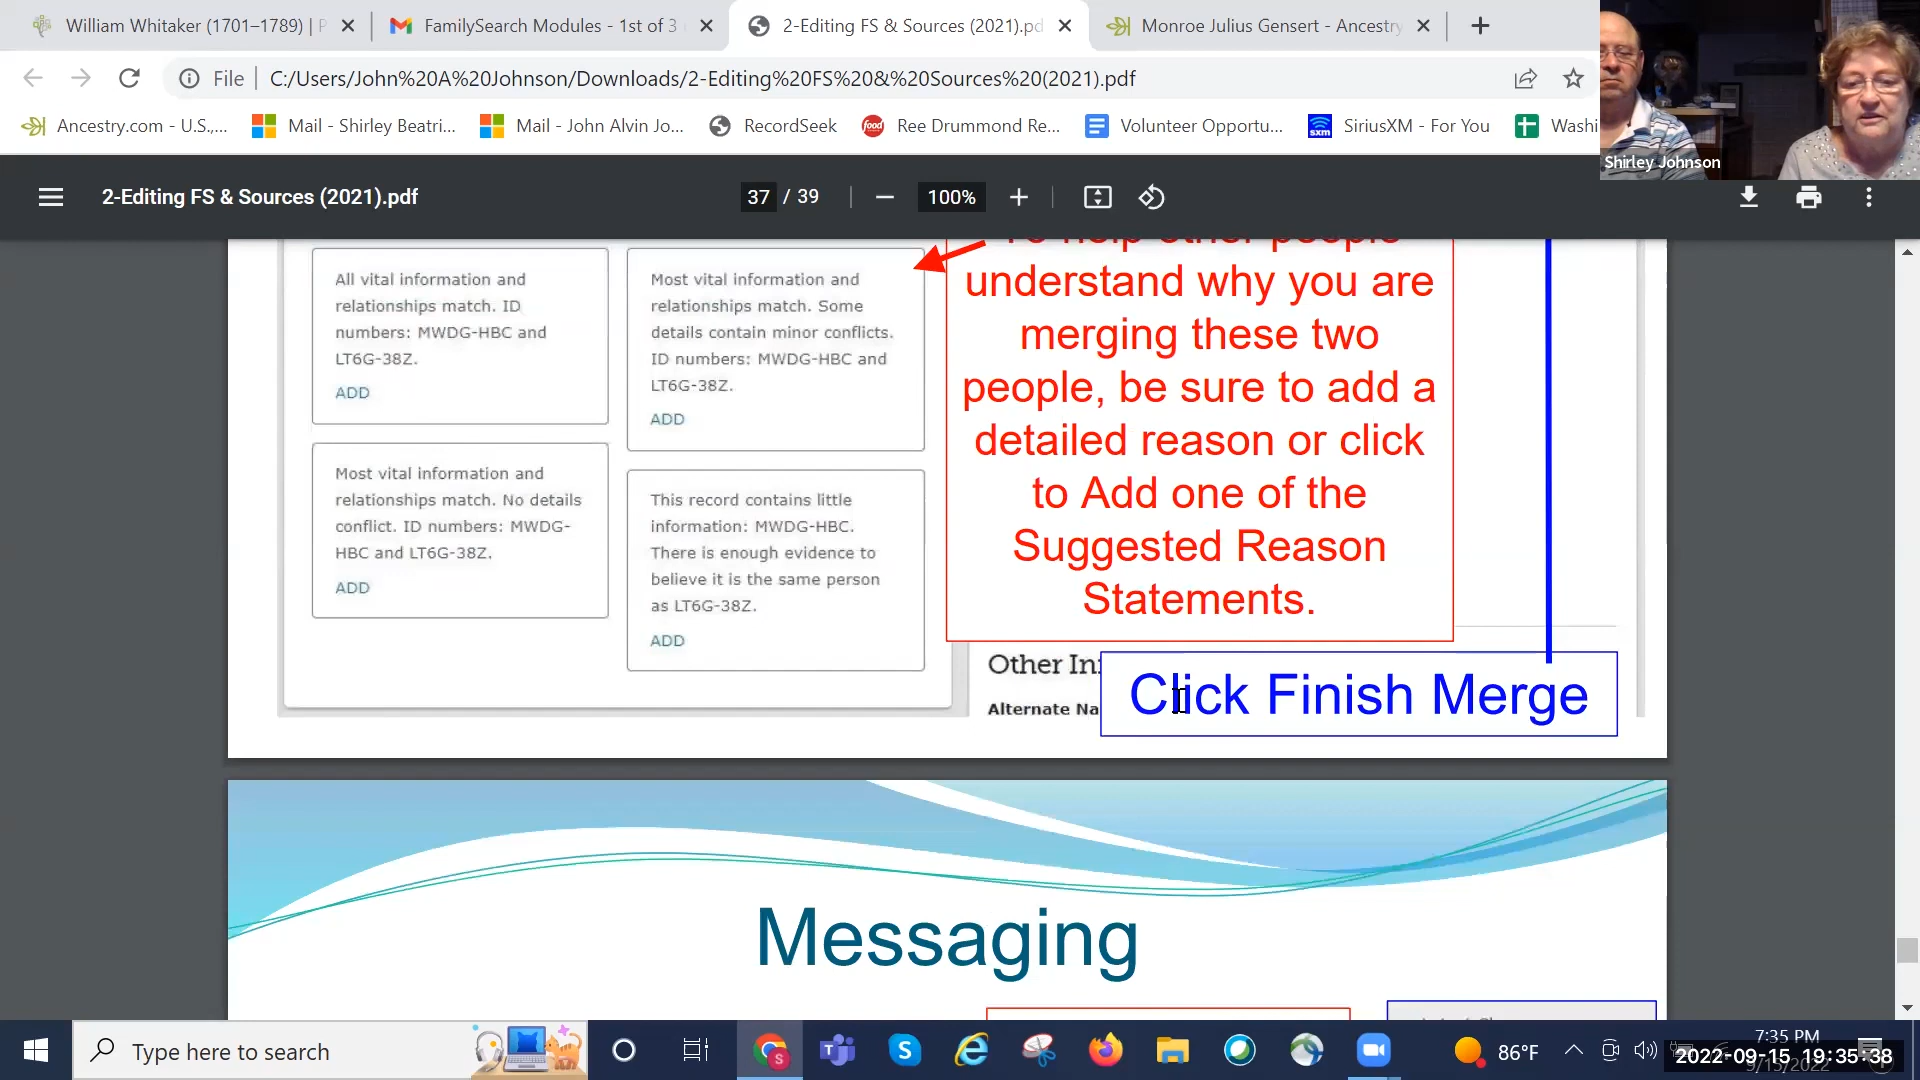 William Whitaker (1701–1789) | P
FamilySearch Modules - 1st of 3
2-Editing FS & Sources (2021).pd
Monroe Julius Gensert - Ancestry
File
C:/Users/John%20A%20Johnson/Downloads/2-Editing%20FS%20&%20Sources%20(2021).pdf
Ancestry.com - U.S.,...
Mail - Shirley Beatri...
Mail - John Alvin Jo...
RecordSeek
food
Ree Drummond Re...
Volunteer Opportu...
sxm
SiriusXM - For You
Washi
Shirley Johnson
2-Editing FS & Sources (2021).pdf
37 / 39
100%
All vital information and
relationships match. ID
numbers: MWDG-HBC and
LT6G-38Z.
ADD
Most vital information and
relationships match. Some
details contain minor conflicts.
ID numbers: MWDG-HBC and
LT6G-38Z.
ADD
Most vital information and
relationships match. No details
conflict. ID numbers: MWDG-
HBC and LT6G-38Z.
ADD
This record contains little
information: MWDG-HBC.
There is enough evidence to
believe it is the same person
as LT6G-38Z.
ADD
To help other people
understand why you are
merging these two
people, be sure to add a
detailed reason or click
to Add one of the
Suggested Reason
Statements.
Other In
Alternate Na
Click Finish Merge
Messaging
Type here to search
86°F
7:35 PM
9/15/2022
2022-09-15 19:35:38